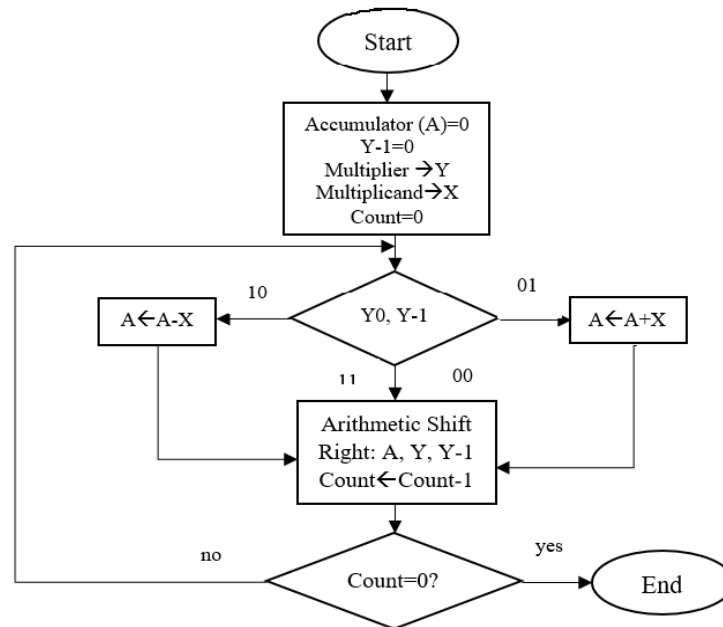 Start
Accumulator (A)=0
Y-1=0
Multiplier →Y
Multiplicand→X
Count=0
10
01
A←A-X
Y0, Y-1
A←A+X
11
00
Arithmetic Shift
Right: A, Y, Y-1
Count←Count-1
no
yes
Count=0?
End